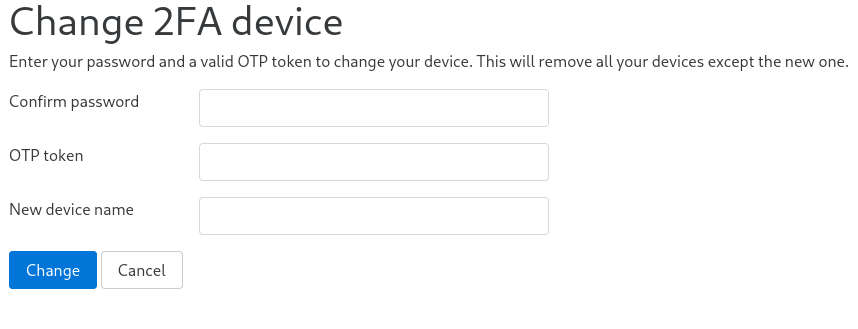 Change 2FA device
Enter your password and a valid OTP token to change your device. This will remove all your devices except the new one.
Confirm password
OTP token
New device name
Change Cancel